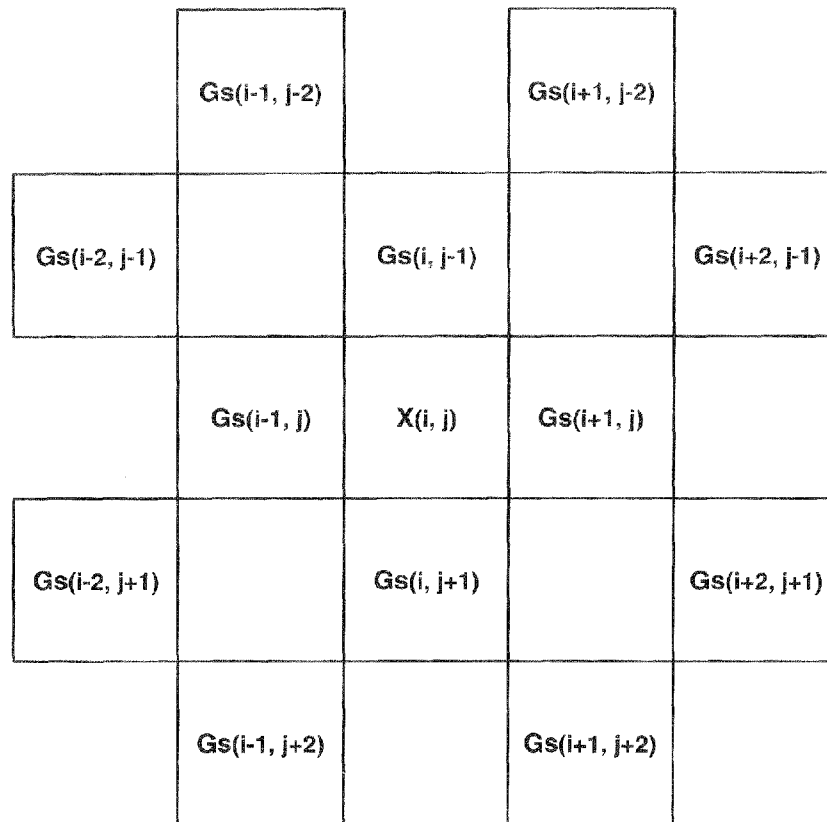 Gs(i-1, j-2) Gs(i+1, j-2)
Gs(i-2, j-1) Gs(i, j-1) Gs(i+2, j-1)
Gs(i-1, j) X(i, j) Gs(i+1, j)
Gs(i-2, j+1) Gs(i, j+1) Gs(i+2, j+1)
Gs(i-1, j+2) Gs(i+1, j+2)